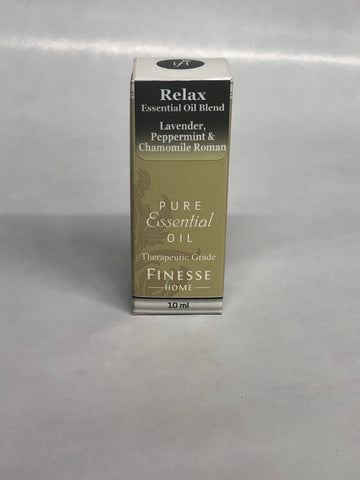 Relax
Essential Oil Blend
Lavender,
Peppermint &
Chamomile Roman
PURE
Essential
OIL
Therapeutic Grade
FINESSE
HOME
10 ml